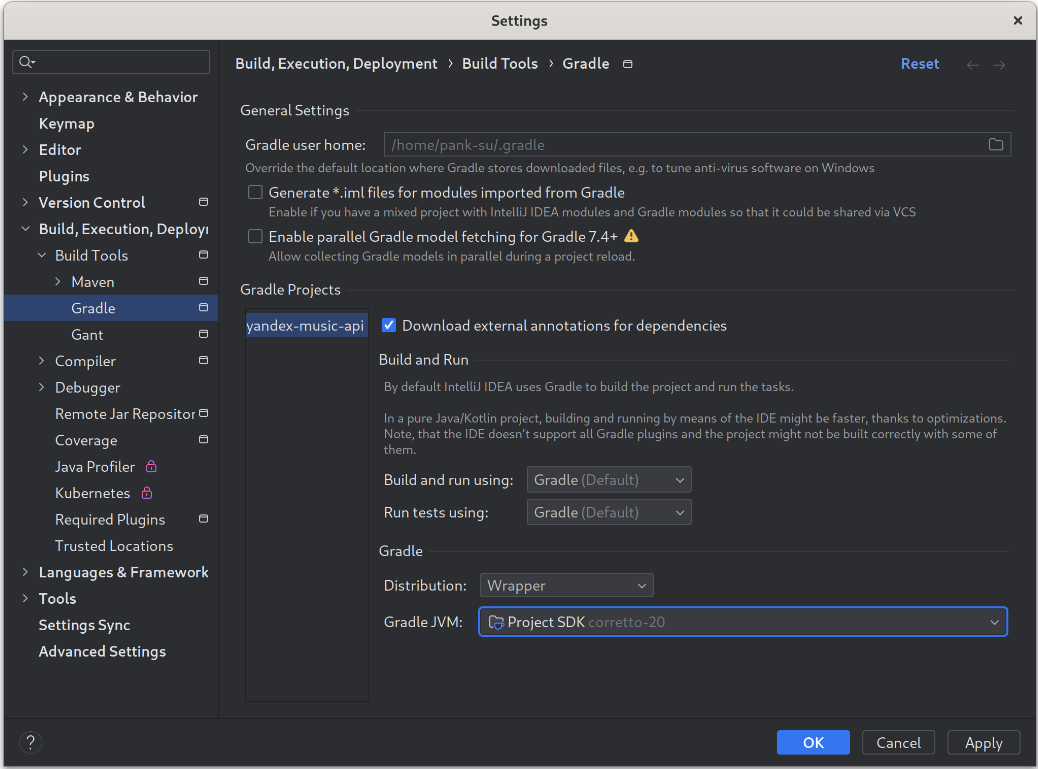 Settings
Build, Execution, Deployment › Build Tools › Gradle
Reset
Appearance & Behavior
Keymap
Editor
Plugins
Version Control
Build, Execution, Deploy
Build Tools
Maven
Gradle
Gant
Compiler
Debugger
Remote Jar Repositor
Coverage
Java Profiler
Kubernetes
Required Plugins
Trusted Locations
Languages & Framework
Tools
Settings Sync
Advanced Settings
General Settings
Gradle user home: /home/pank-su/.gradle
Override the default location where Gradle stores downloaded files, e.g. to tune anti-virus software on Windows
Generate *.iml files for modules imported from Gradle
Enable if you have a mixed project with IntelliJ IDEA modules and Gradle modules so that it could be shared via VCS
Enable parallel Gradle model fetching for Gradle 7.4+
Allow collecting Gradle models in parallel during a project reload.
Gradle Projects
yandex-music-api
Download external annotations for dependencies
Build and Run
By default IntelliJ IDEA uses Gradle to build the project and run the tasks.
In a pure Java/Kotlin project, building and running by means of the IDE might be faster, thanks to optimizations.
Note, that the IDE doesn't support all Gradle plugins and the project might not be built correctly with some of
them.
Build and run using: Gradle (Default)
Run tests using: Gradle (Default)
Gradle
Distribution: Wrapper
Gradle JVM: Project SDK corretto-20
?
OK
Cancel
Apply